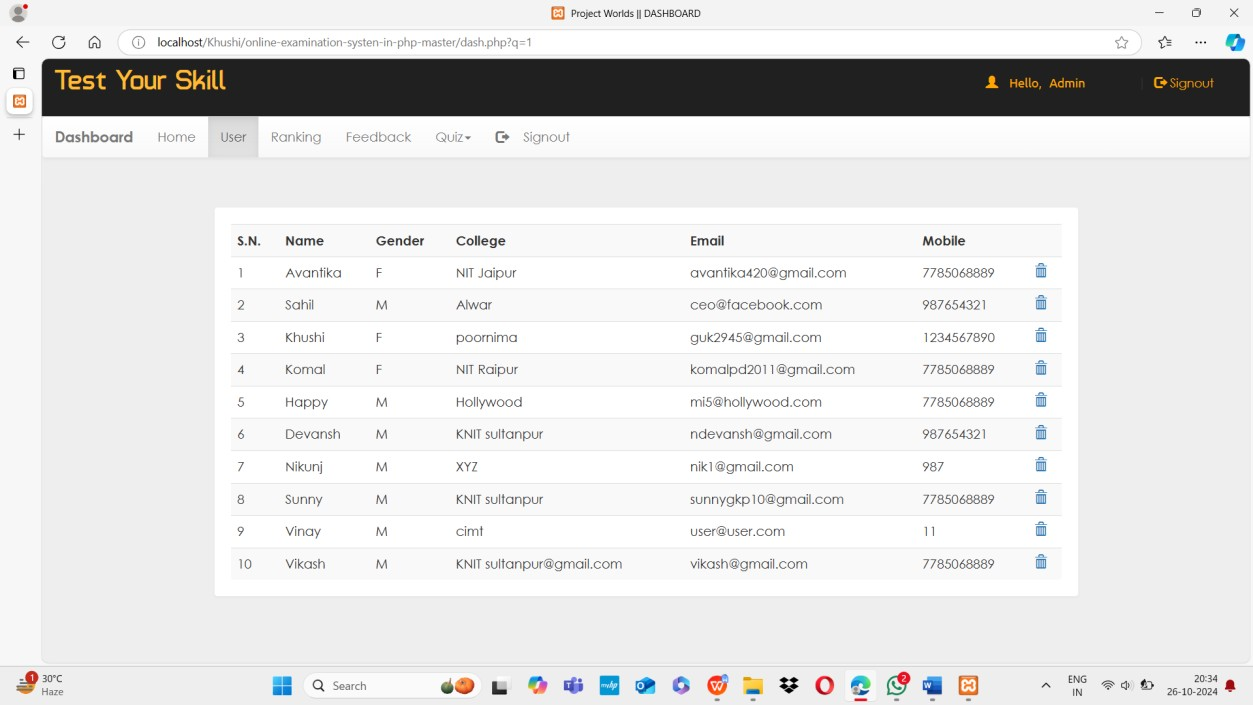 Project Worlds || DASHBOARD
localhost/Khushi/online-examination-systen-in-php-master/dash.php?q=1
Test Your Skill
Hello, Admin
Signout
Dashboard Home User Ranking Feedback Quiz Signout
S.N. Name Gender College Email Mobile
1 Avantika F NIT Jaipur avantika420@gmail.com 7785068889
2 Sahil M Alwar ceo@facebook.com 987654321
3 Khushi F poornima guk2945@gmail.com 1234567890
4 Komal F NIT Raipur komalpd2011@gmail.com 7785068889
5 Happy M Hollywood mi5@hollywood.com 7785068889
6 Devansh M KNIT sultanpur ndevansh@gmail.com 987654321
7 Nikunj M XYZ nik1@gmail.com 987
8 Sunny M KNIT sultanpur sunnygkp10@gmail.com 7785068889
9 Vinay M cimt user@user.com 11
10 Vikash M KNIT sultanpur@gmail.com vikash@gmail.com 7785068889
1
30°C
Haze
Search
myhp
2
ENG
IN
20:34
26-10-2024